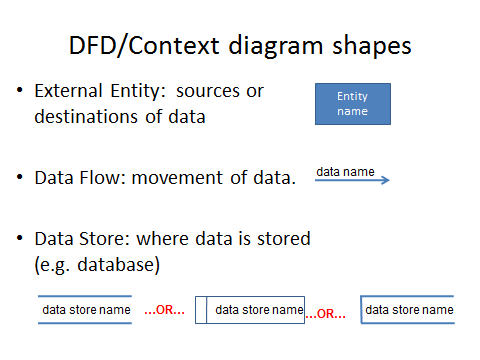 DFD/Context diagram shapes
• External Entity: sources or
destinations of data
Entity
name
• Data Flow: movement of data.
data name
• Data Store: where data is stored
(e.g. database)
data store name ...OR... data store name ...OR... data store name